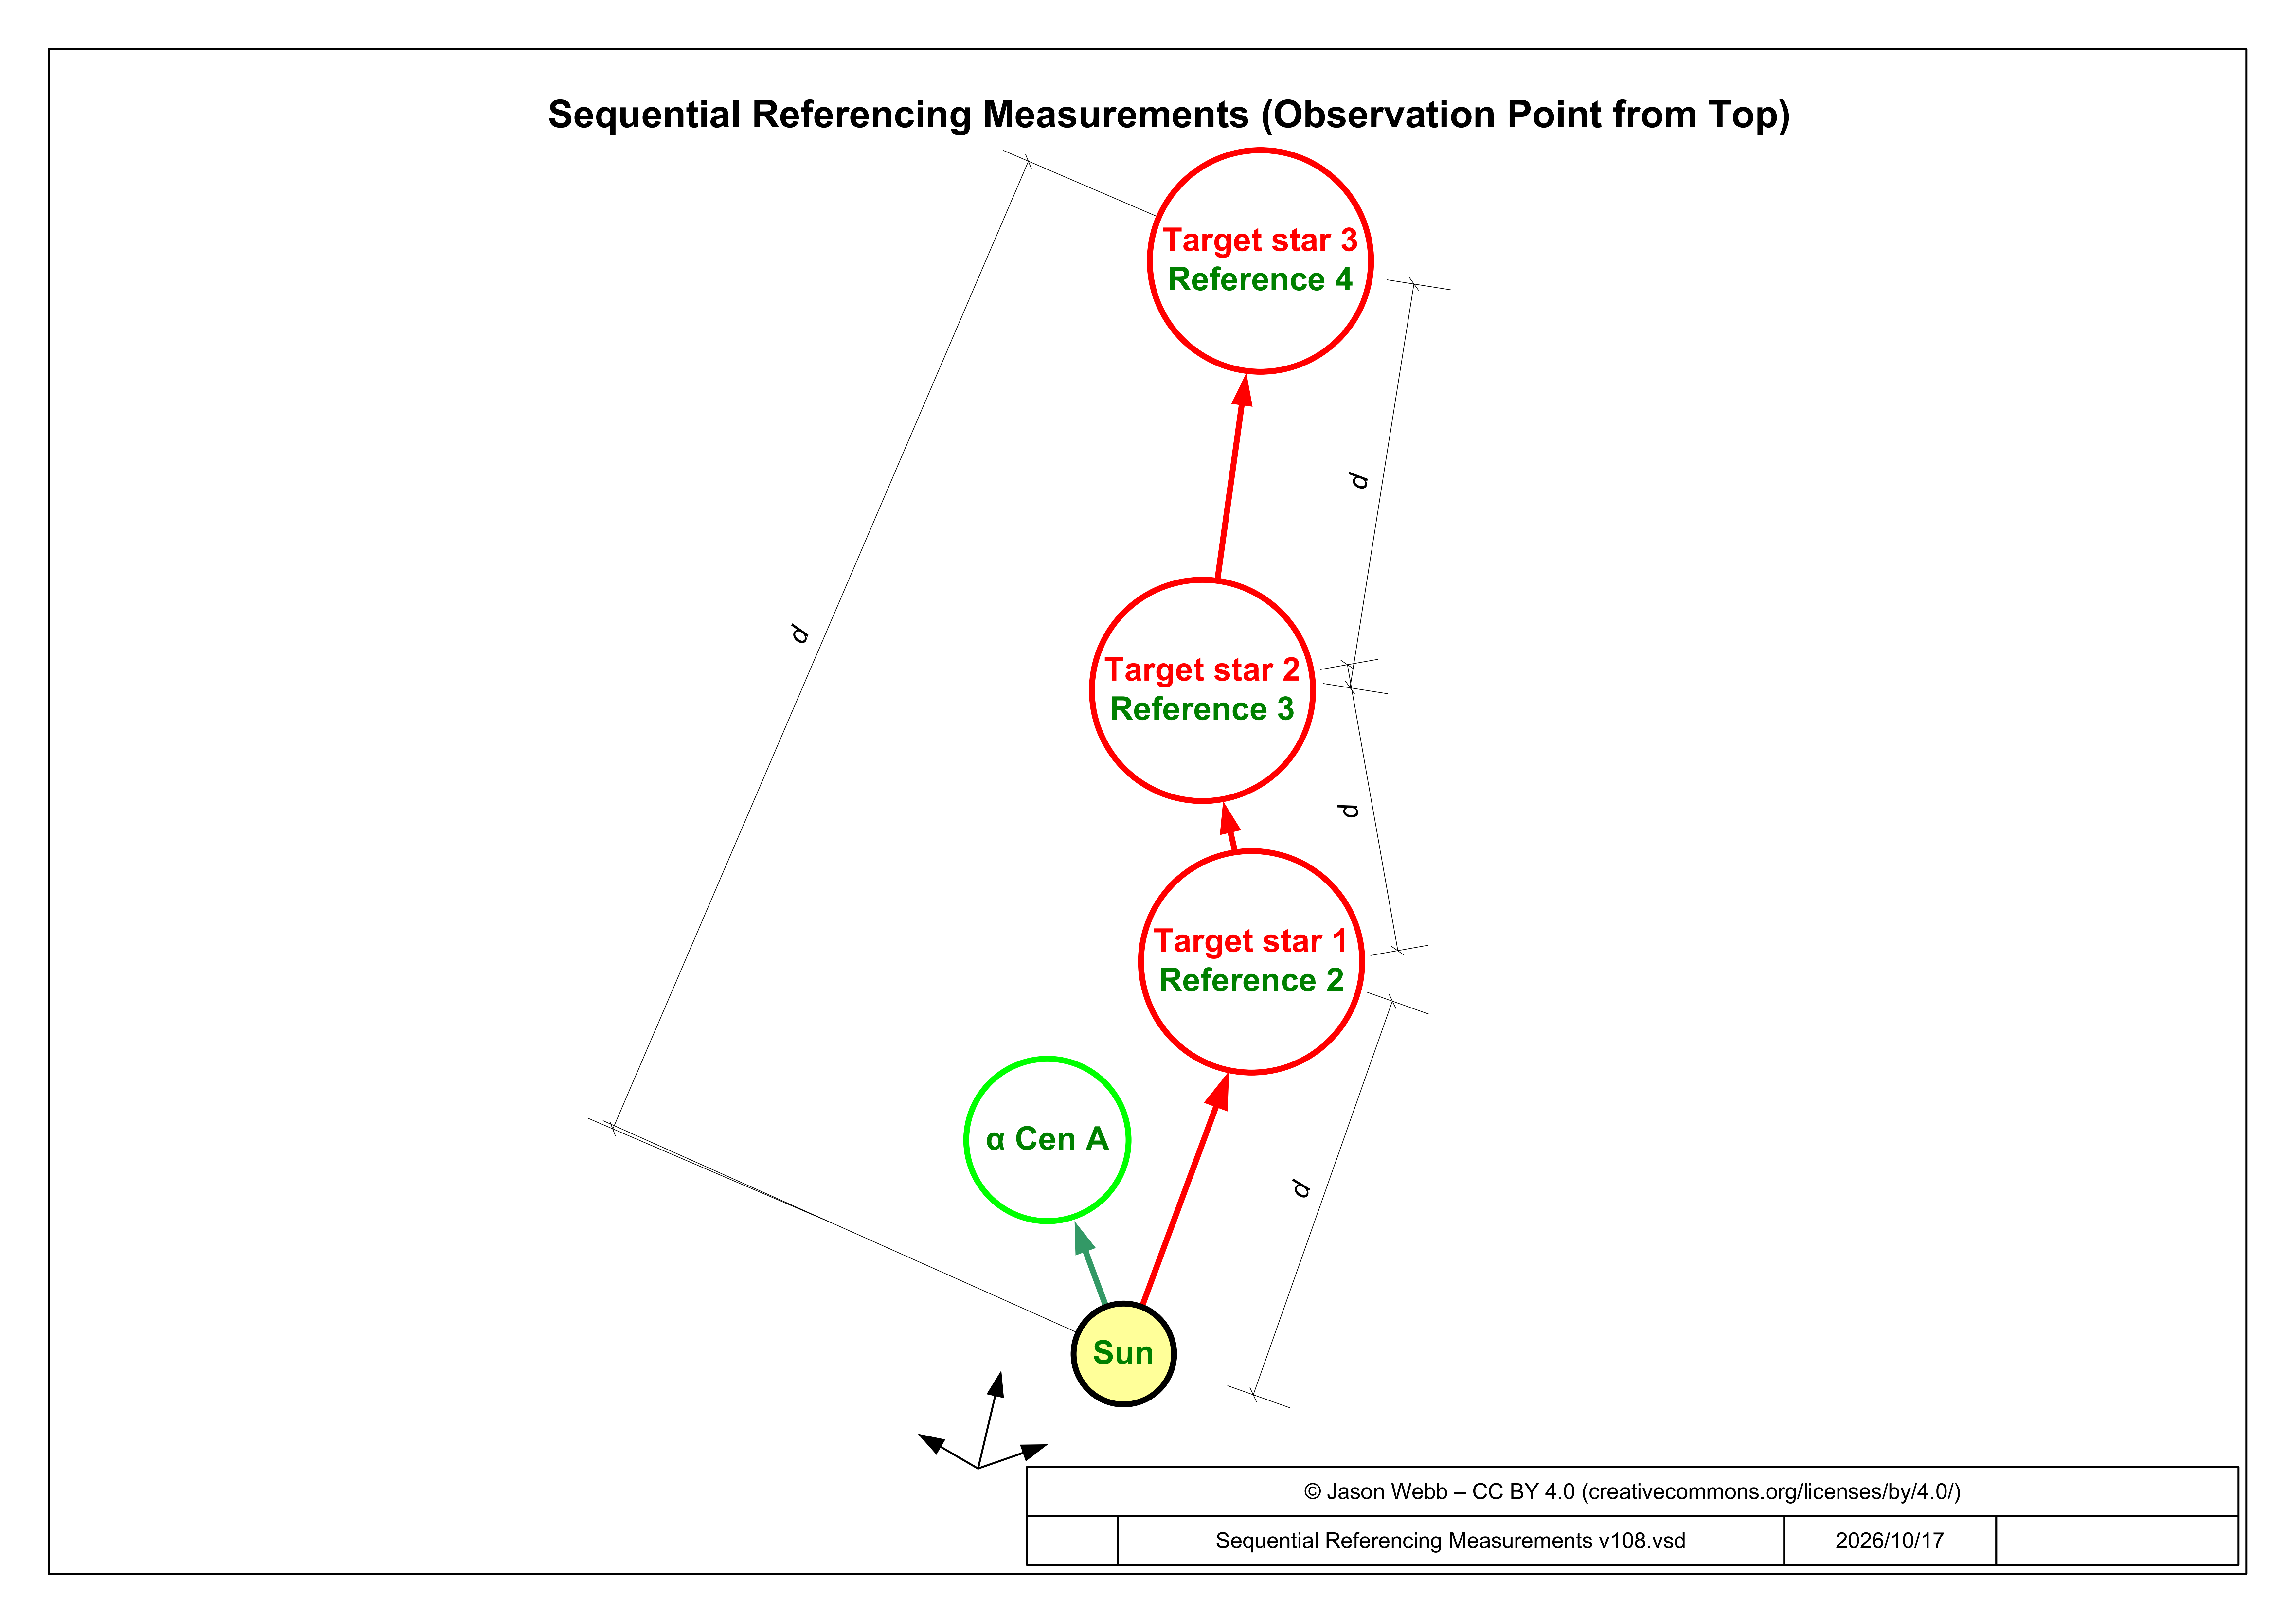 Sequential Referencing Measurements (Observation Point from Top)
Target star 3
Reference 4
d
d
Target star 2
Reference 3
d
Target star 1
Reference 2
α Cen A
d
Sun
© Jason Webb – CC BY 4.0 (creativecommons.org/licenses/by/4.0/)
Sequential Referencing Measurements v108.vsd
2026/10/17